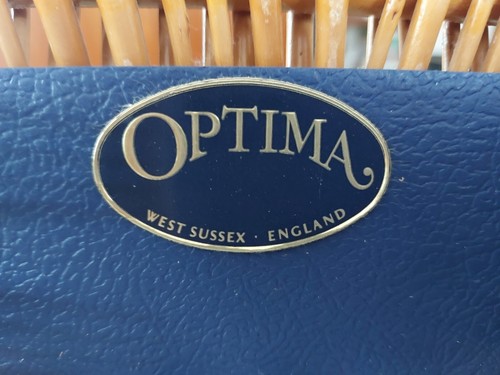 OPTIMA
WEST SUSSEX · ENGLAND